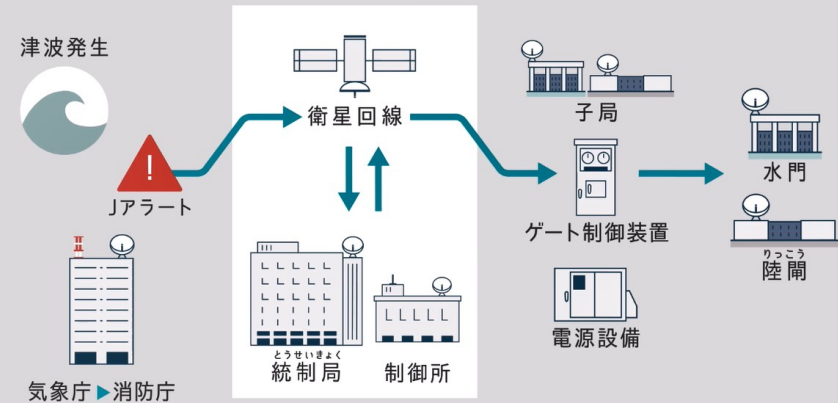 津波発生
Jアラート
気象庁▶消防庁
衛星回線
とうせいきょく
統制局
制御所
子局
ゲート制御装置
電源設備
水門
りっこう
陸閘